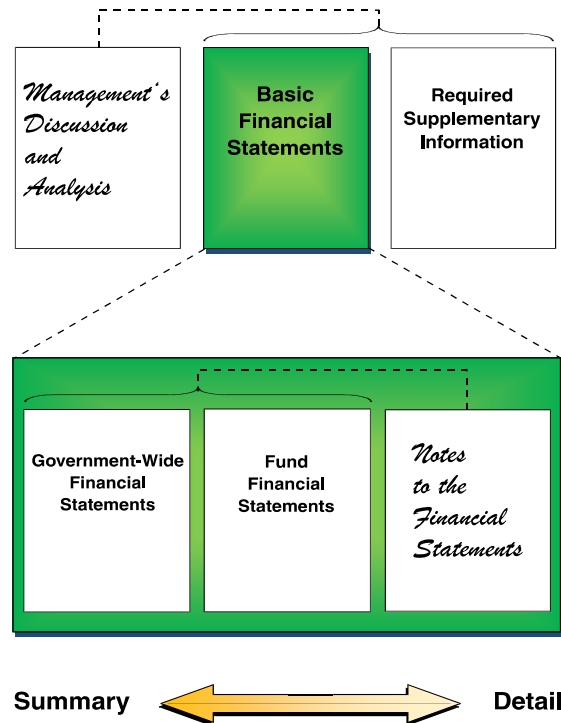 Management's
Discussion
and
Analysis
Basic
Financial
Statements
Required
Supplementary
Information
Government-Wide
Financial
Statements
Fund
Financial
Statements
Notes
to the
Financial
Statements
Summary
Detail